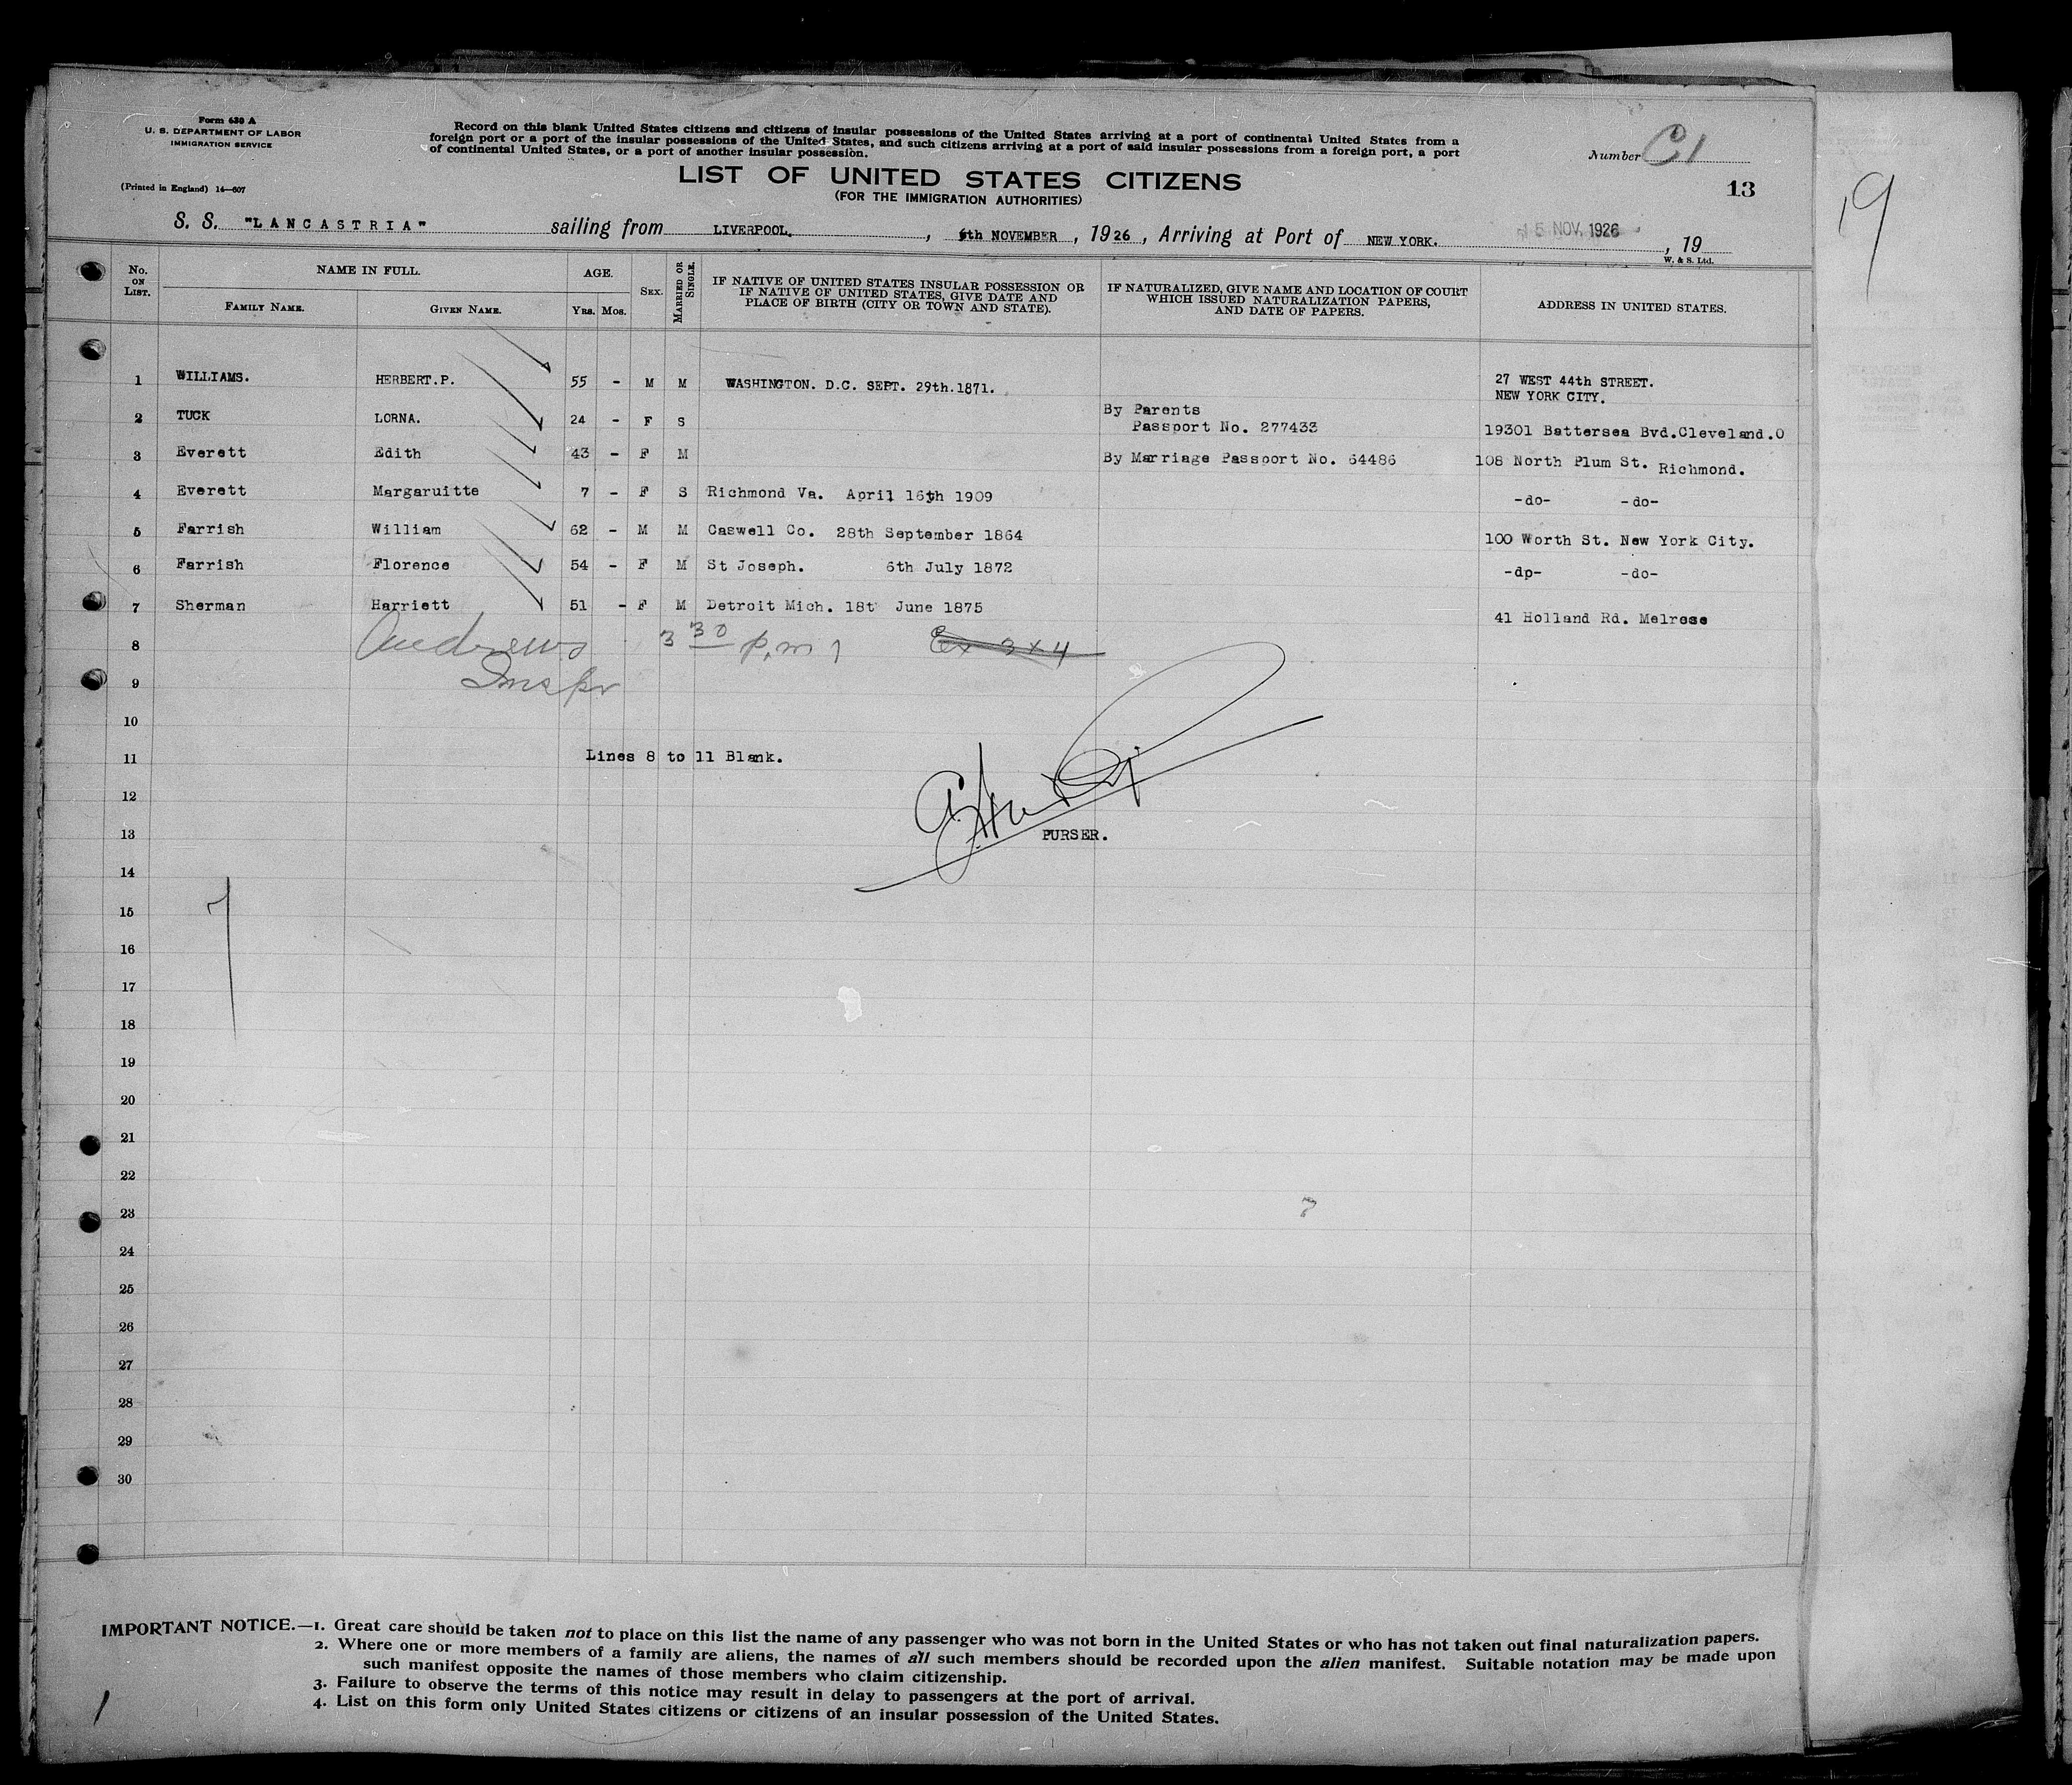 Form 630 A
U. S. DEPARTMENT OF LABOR
IMMIGRATION SERVICE
(Printed in England) 14—607
Record on this blank United States citizens and citizens of insular possessions of the United States arriving at a port of continental United States from a
foreign port or a port of the insular possessions of the United States, and such citizens arriving at a port of said insular possessions from a foreign port, a port
of continental United States, or a port of another insular possession.
Number C1
LIST OF UNITED STATES CITIZENS
(FOR THE IMMIGRATION AUTHORITIES)
13
19
S. S. "LANCASTRIA" sailing from LIVERPOOL. , 6th NOVEMBER , 1926 , Arriving at Port of NEW YORK. 15 NOV. 1926 , 19
W. & S. Ltd.
No. ON LIST. NAME IN FULL. FAMILY NAME. GIVEN NAME. AGE. YRS. MOS. SEX. MARRIED OR SINGLE. IF NATIVE OF UNITED STATES INSULAR POSSESSION OR IF NATIVE OF UNITED STATES, GIVE DATE AND PLACE OF BIRTH (CITY OR TOWN AND STATE). IF NATURALIZED, GIVE NAME AND LOCATION OF COURT WHICH ISSUED NATURALIZATION PAPERS, AND DATE OF PAPERS. ADDRESS IN UNITED STATES.
1 WILLIAMS. HERBERT.P. 55 - M M WASHINGTON. D.C. SEPT. 29th.1871. 27 WEST 44th STREET.
NEW YORK CITY.
2 TUCK LORNA. 24 - F S By Parents
Passport No. 277433 19301 Battersea Bvd.Cleveland.O
3 Everett Edith 43 - F M By Marriage Passport No. 64486 108 North Plum St. Richmond.
4 Everett Margaruitte 7 - F S Richmond Va. April 16th 1909 -do- -do-
5 Farrish William 62 - M M Caswell Co. 28th September 1864 100 Worth St. New York City.
6 Farrish Florence 54 - F M St Joseph. 6th July 1872 -dp- -do-
7 Sherman Harriett 51 - F M Detroit Mich. 18t June 1875 41 Holland Rd. Melrose
8 Andrews 3 30 p.m 7 Ex 3 x 4
9 Inspr
10
11 Lines 8 to 11 Blank.
12
13 PURSER.
14
15
16
17
18
19
20
21
22
23 7
24
25
26
27
28
29
30
IMPORTANT NOTICE.—1. Great care should be taken not to place on this list the name of any passenger who was not born in the United States or who has not taken out final naturalization papers.
2. Where one or more members of a family are aliens, the names of all such members should be recorded upon the alien manifest. Suitable notation may be made upon
such manifest opposite the names of those members who claim citizenship.
3. Failure to observe the terms of this notice may result in delay to passengers at the port of arrival.
4. List on this form only United States citizens or citizens of an insular possession of the United States.